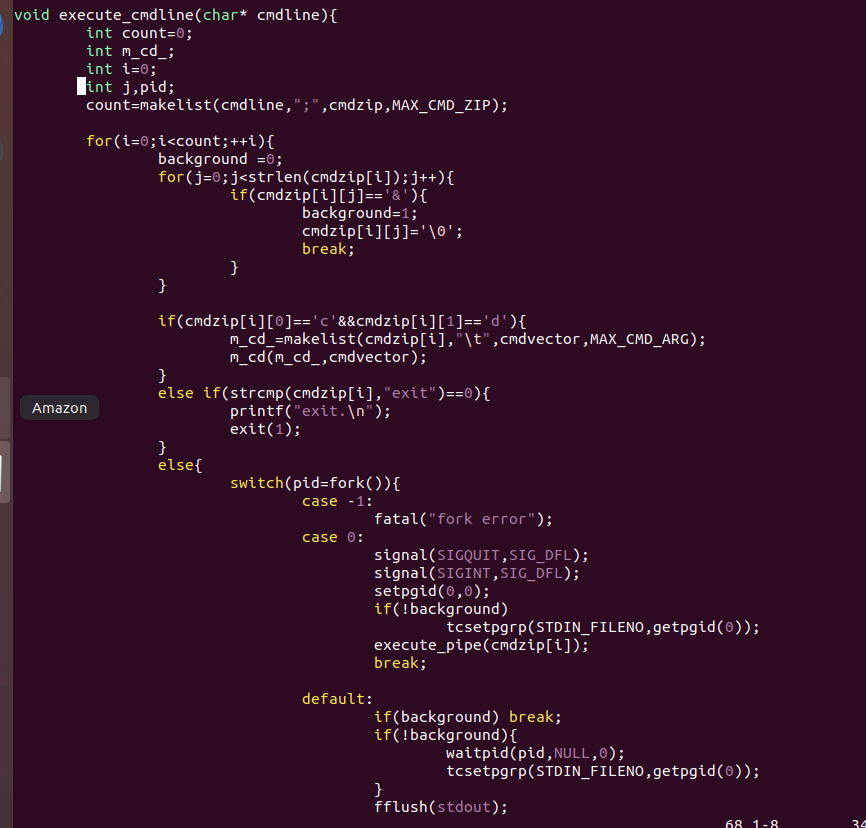 void execute_cmdline(char* cmdline){
        int count=0;
        int m_cd_;
        int i=0;
        int j,pid;
        count=makelist(cmdline,";",cmdzip,MAX_CMD_ZIP);

        for(i=0;i<count;++i){
                background =0;
                for(j=0;j<strlen(cmdzip[i]);j++){
                        if(cmdzip[i][j]=='&'){
                                background=1;
                                cmdzip[i][j]='\0';
                                break;
                        }
                }

                if(cmdzip[i][0]=='c'&&cmdzip[i][1]=='d'){
                        m_cd_=makelist(cmdzip[i],"\t",cmdvector,MAX_CMD_ARG);
                        m_cd(m_cd_,cmdvector);
                }
                else if(strcmp(cmdzip[i],"exit")==0){
Amazon
                        printf("exit.\n");
                        exit(1);
                }
                else{
                        switch(pid=fork()){
                                case -1:
                                        fatal("fork error");
                                case 0:
                                        signal(SIGQUIT,SIG_DFL);
                                        signal(SIGINT,SIG_DFL);
                                        setpgid(0,0);
                                        if(!background)
                                                tcsetpgrp(STDIN_FILENO,getpgid(0));
                                        execute_pipe(cmdzip[i]);
                                        break;

                                default:
                                        if(background) break;
                                        if(!background){
                                                waitpid(pid,NULL,0);
                                                tcsetpgrp(STDIN_FILENO,getpgid(0));
                                        }
                                        fflush(stdout);
68,1-8